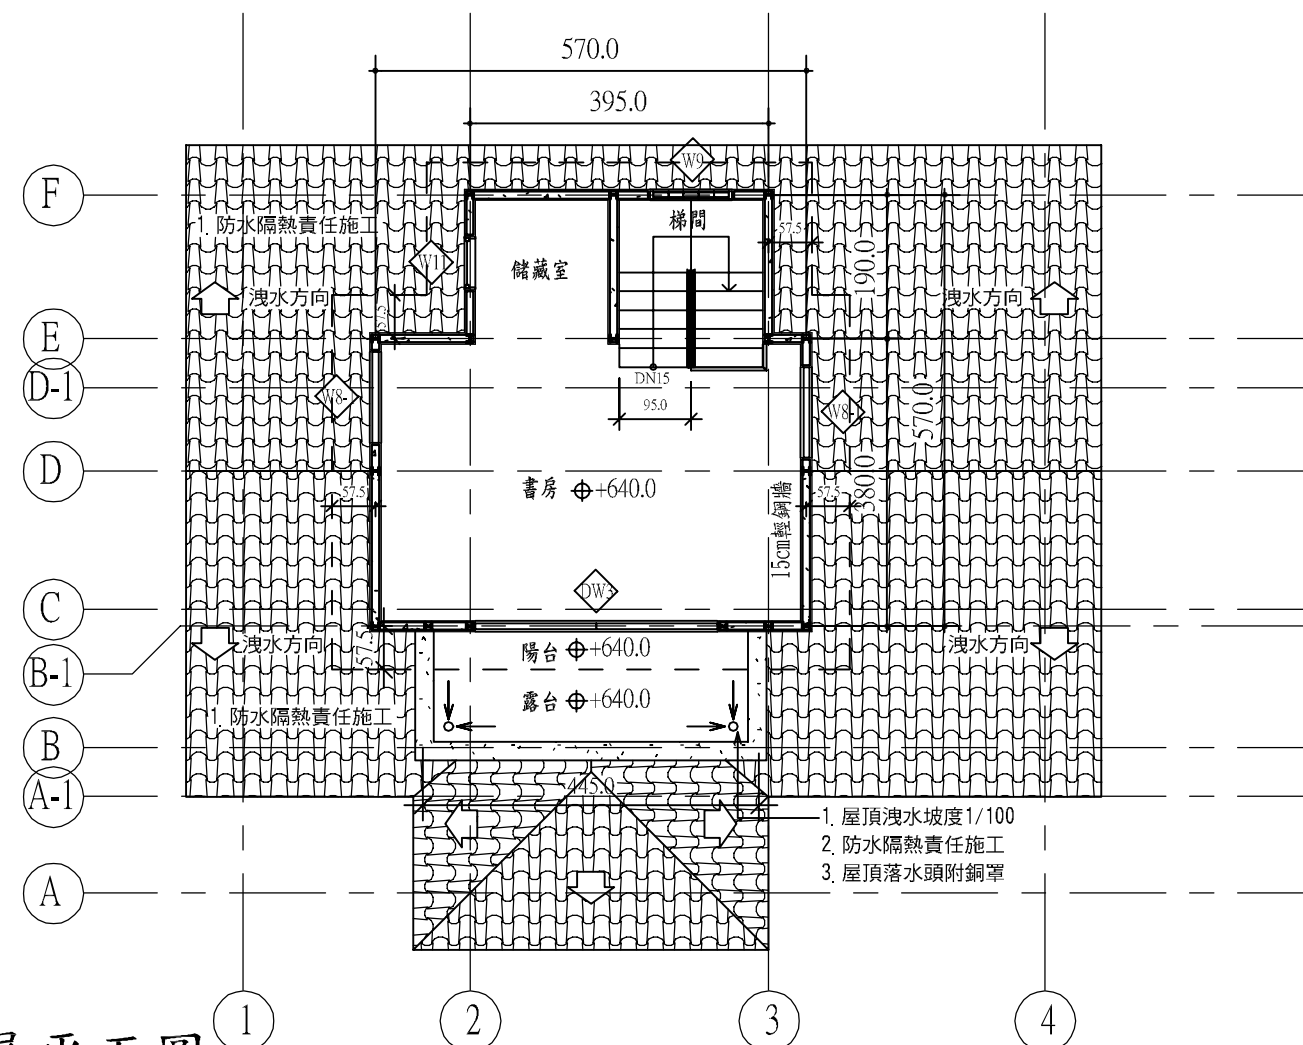 570.0
395.0
F
W9
1. 防水隔熱責任施工
梯間
57.5
190.0
W1
儲藏室
洩水方向
洩水方向
57.5
E
D-1
DN15
W8-
95.0
W8-
570.0
D
57.5
書房 +640.0
15cm輕鋼牆
57.5
380.0
DW3
C
洩水方向
57.5
陽台 +640.0
洩水方向
B-1
露台 +640.0
1. 防水隔熱責任施工
B
A-1
445.0
1. 屋頂洩水坡度1/100
2. 防水隔熱責任施工
3. 屋頂落水頭附銅罩
A
1
2
3
4
平面圖